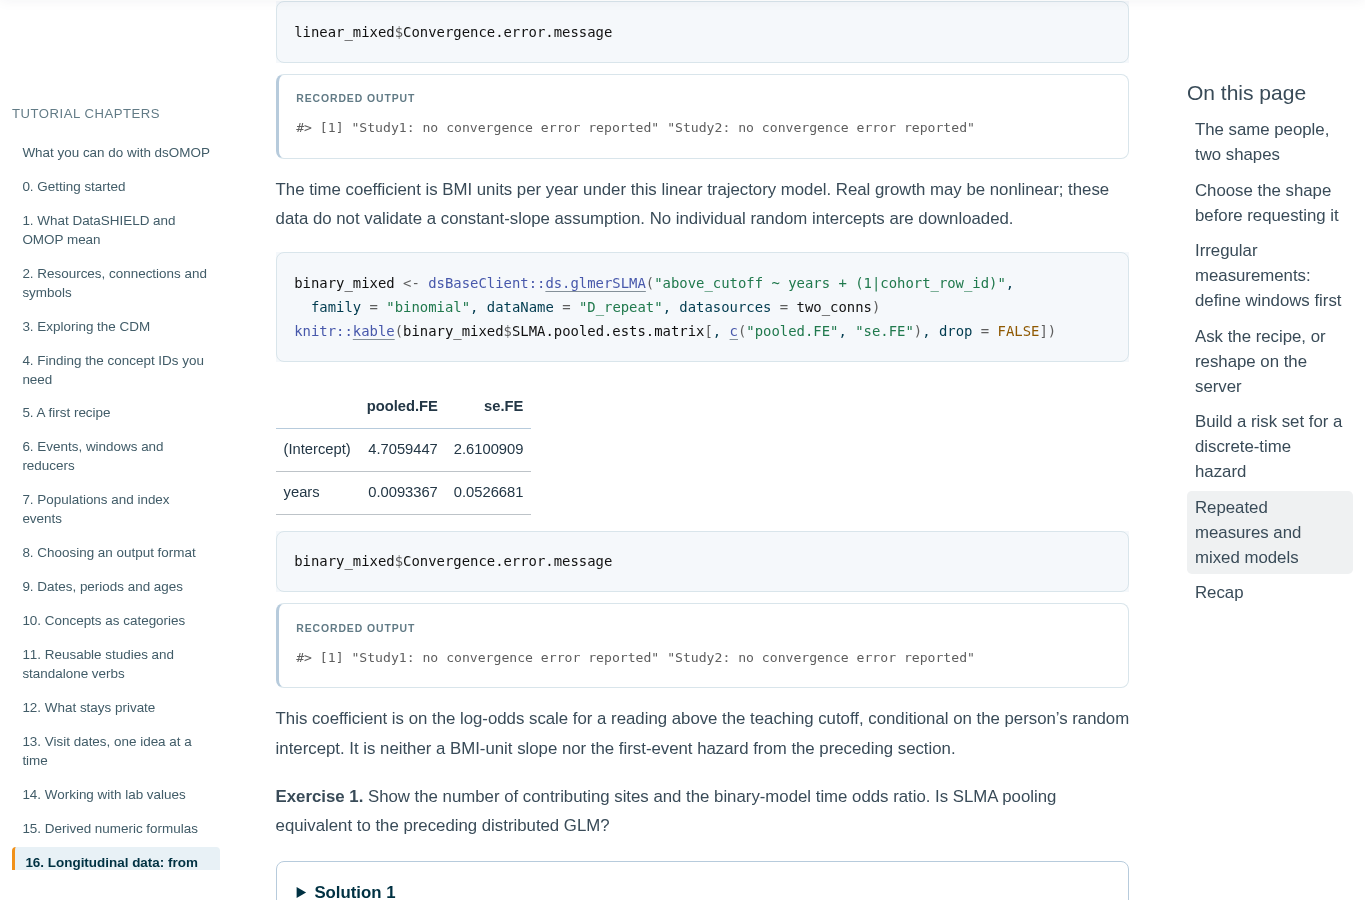 TUTORIAL CHAPTERS
What you can do with dsOMOP
0. Getting started
1. What DataSHIELD and
OMOP mean
2. Resources, connections and
symbols
3. Exploring the CDM
4. Finding the concept IDs you
need
5. A first recipe
6. Events, windows and
reducers
7. Populations and index
events
8. Choosing an output format
9. Dates, periods and ages
10. Concepts as categories
11. Reusable studies and
standalone verbs
12. What stays private
13. Visit dates, one idea at a
time
14. Working with lab values
15. Derived numeric formulas
16. Longitudinal data: from
linear_mixed$Convergence.error.message
RECORDED OUTPUT
#> [1] "Study1: no convergence error reported" "Study2: no convergence error reported"
The time coefficient is BMI units per year under this linear trajectory model. Real growth may be nonlinear; these
data do not validate a constant-slope assumption. No individual random intercepts are downloaded.
binary_mixed <- dsBaseClient::ds.glmerSLMA("above_cutoff ~ years + (1|cohort_row_id)",
  family = "binomial", dataName = "D_repeat", datasources = two_conns)
knitr::kable(binary_mixed$SLMA.pooled.ests.matrix[, c("pooled.FE", "se.FE"), drop = FALSE])
pooled.FE se.FE
(Intercept) 4.7059447 2.6100909
years 0.0093367 0.0526681
binary_mixed$Convergence.error.message
RECORDED OUTPUT
#> [1] "Study1: no convergence error reported" "Study2: no convergence error reported"
This coefficient is on the log-odds scale for a reading above the teaching cutoff, conditional on the person's random
intercept. It is neither a BMI-unit slope nor the first-event hazard from the preceding section.
Exercise 1. Show the number of contributing sites and the binary-model time odds ratio. Is SLMA pooling
equivalent to the preceding distributed GLM?
▶ Solution 1
On this page
The same people,
two shapes
Choose the shape
before requesting it
Irregular
measurements:
define windows first
Ask the recipe, or
reshape on the
server
Build a risk set for a
discrete-time
hazard
Repeated
measures and
mixed models
Recap